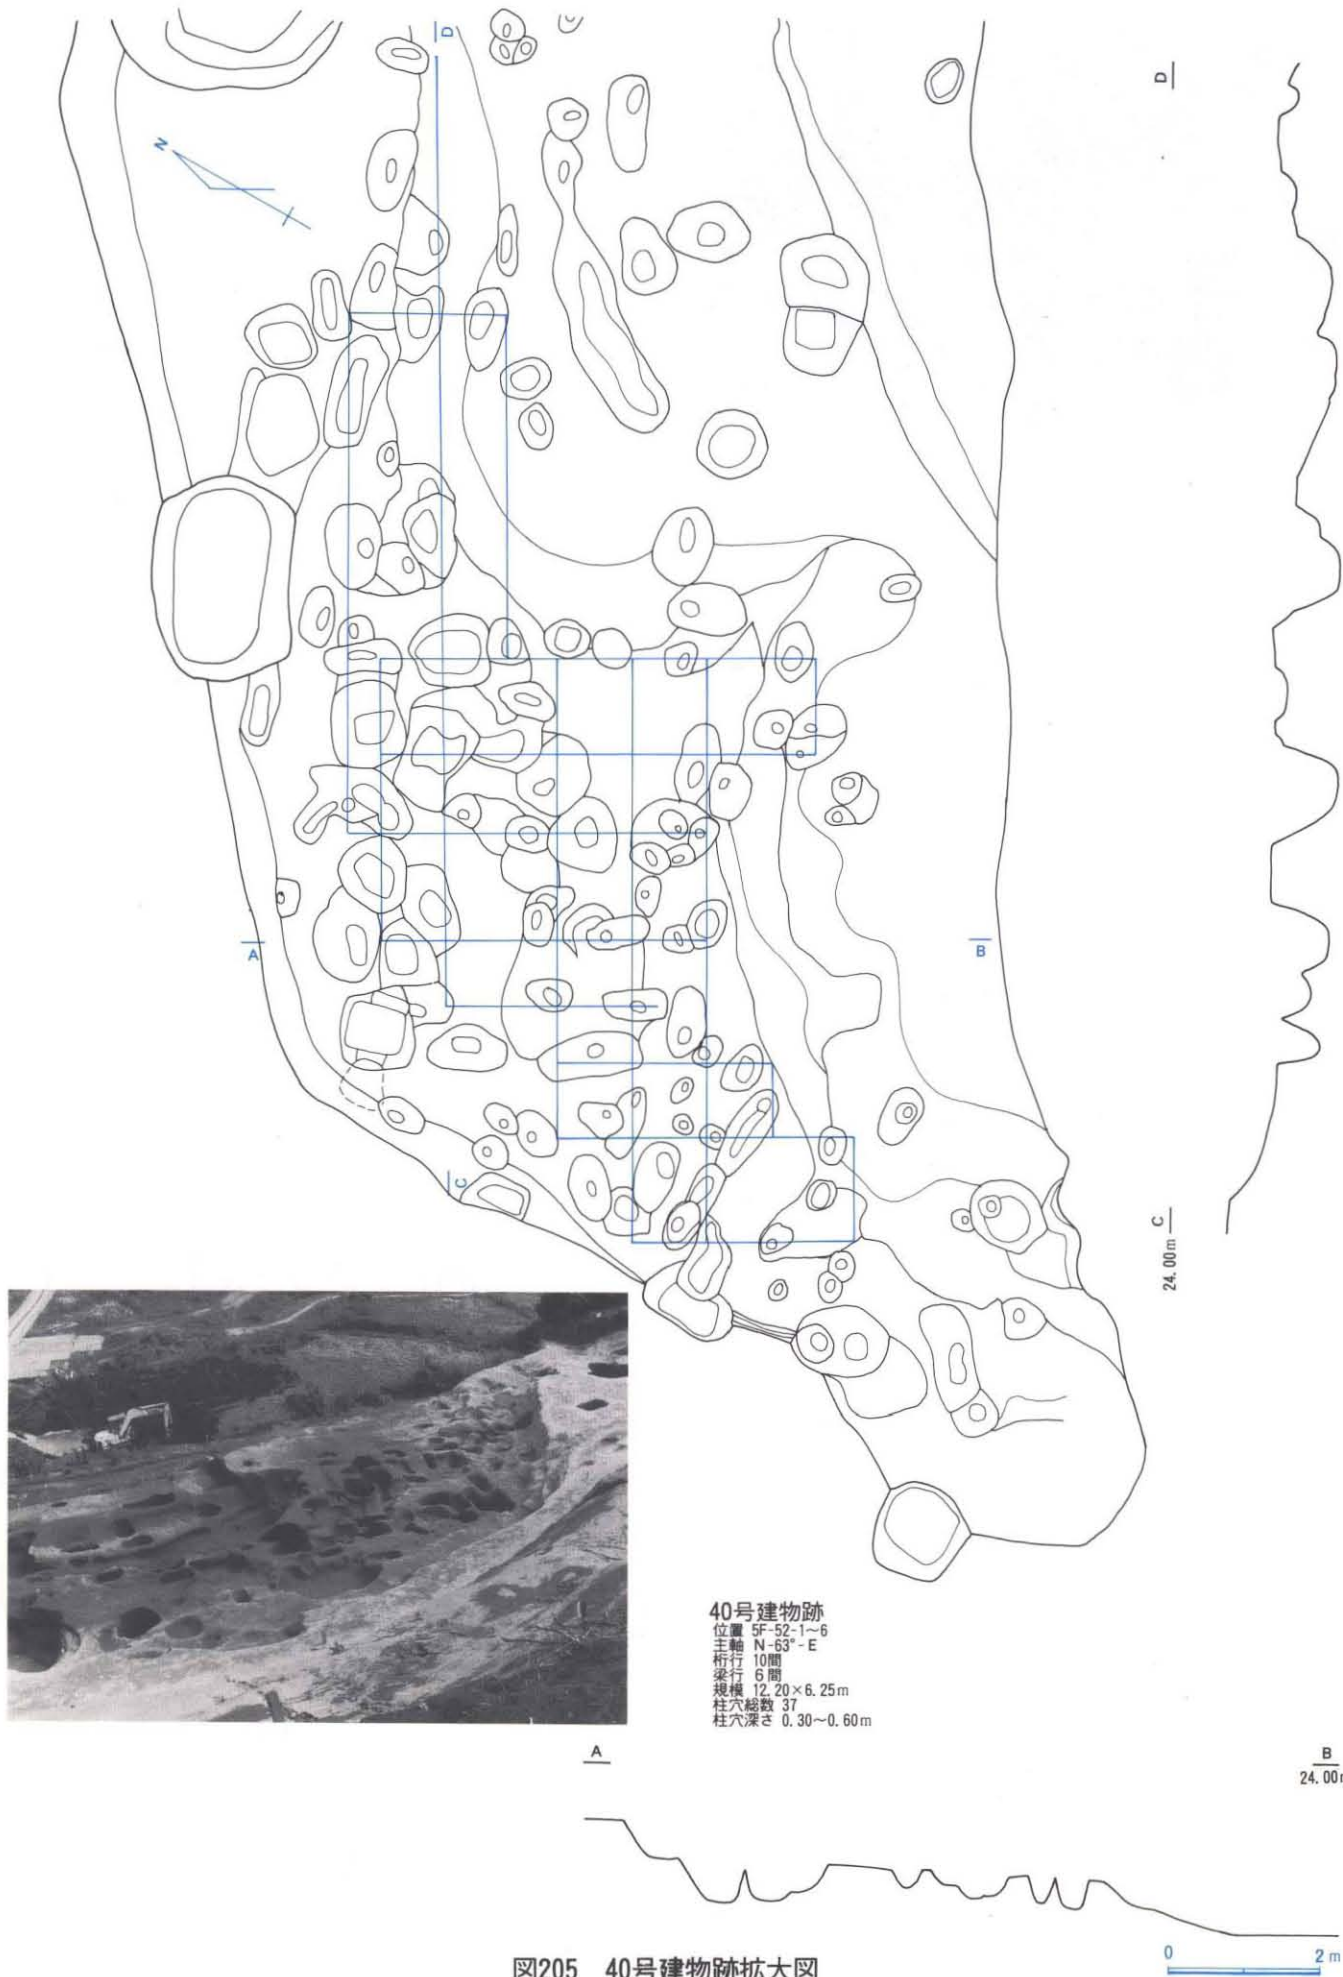 D
D
N
A
B
C
C
24.00m
40号建物跡
位置 5F-52-1~6
主軸 N-63°-E
桁行 10間
梁行 6間
規模 12.20×6.25m
柱穴総数 37
柱穴深さ 0.30~0.60m
A
B
24.00m
図205 40号建物跡拡大図
0 2m